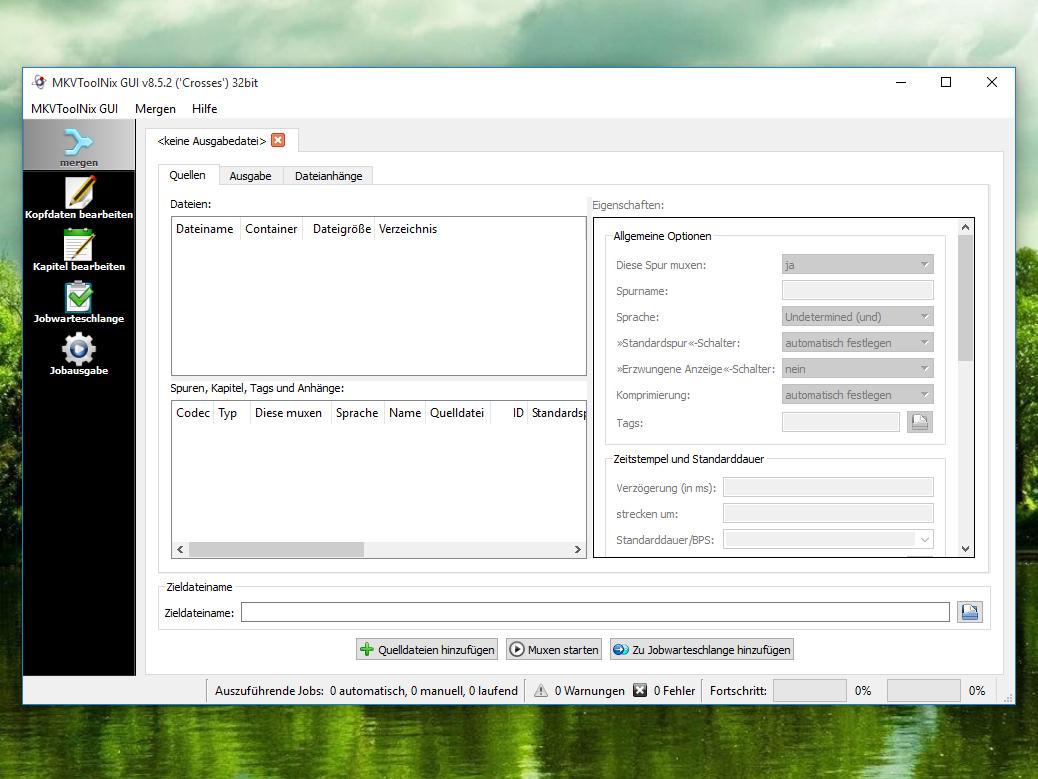 MKVToolNix GUI v8.5.2 ('Crosses') 32bit
MKVToolNix GUI Mergen Hilfe
mergen
Kopfdaten bearbeiten
Kapitel bearbeiten
Jobwarteschlange
Jobausgabe
<keine Ausgabedatei>
Quellen Ausgabe Dateianhänge
Dateien:
Dateiname Container Dateigröße Verzeichnis
Spuren, Kapitel, Tags und Anhänge:
Codec Typ Diese muxen Sprache Name Quelldatei ID Standardsp
Eigenschaften:
Allgemeine Optionen
Diese Spur muxen: ja
Spurname:
Sprache: Undetermined (und)
»Standardspur«-Schalter: automatisch festlegen
»Erzwungene Anzeige«-Schalter: nein
Komprimierung: automatisch festlegen
Tags:
Zeitstempel und Standarddauer
Verzögerung (in ms):
strecken um:
Standarddauer/BPS:
Zieldateiname
Zieldateiname:
Quelldateien hinzufügen Muxen starten Zu Jobwarteschlange hinzufügen
Auszuführende Jobs: 0 automatisch, 0 manuell, 0 laufend 0 Warnungen 0 Fehler Fortschritt: 0% 0%